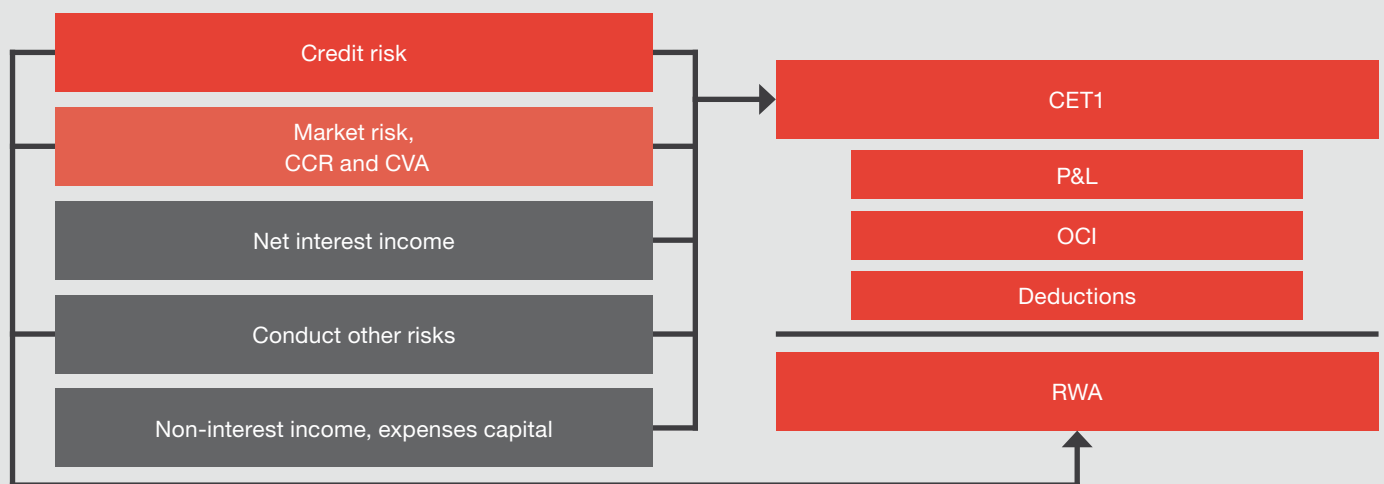 Credit risk
Market risk,
CCR and CVA
Net interest income
Conduct other risks
Non-interest income, expenses capital
CET1
P&L
OCI
Deductions
RWA